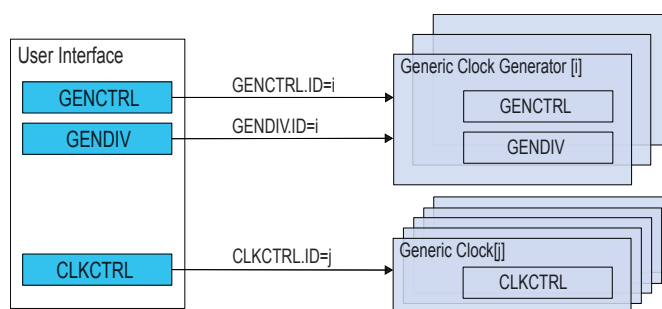 User Interface
GENCTRL
GENDIV
CLKCTRL
GENCTRL.ID=i
GENDIV.ID=i
CLKCTRL.ID=j
Generic Clock Generator [i]
GENCTRL
GENDIV
Generic Clock[j]
CLKCTRL